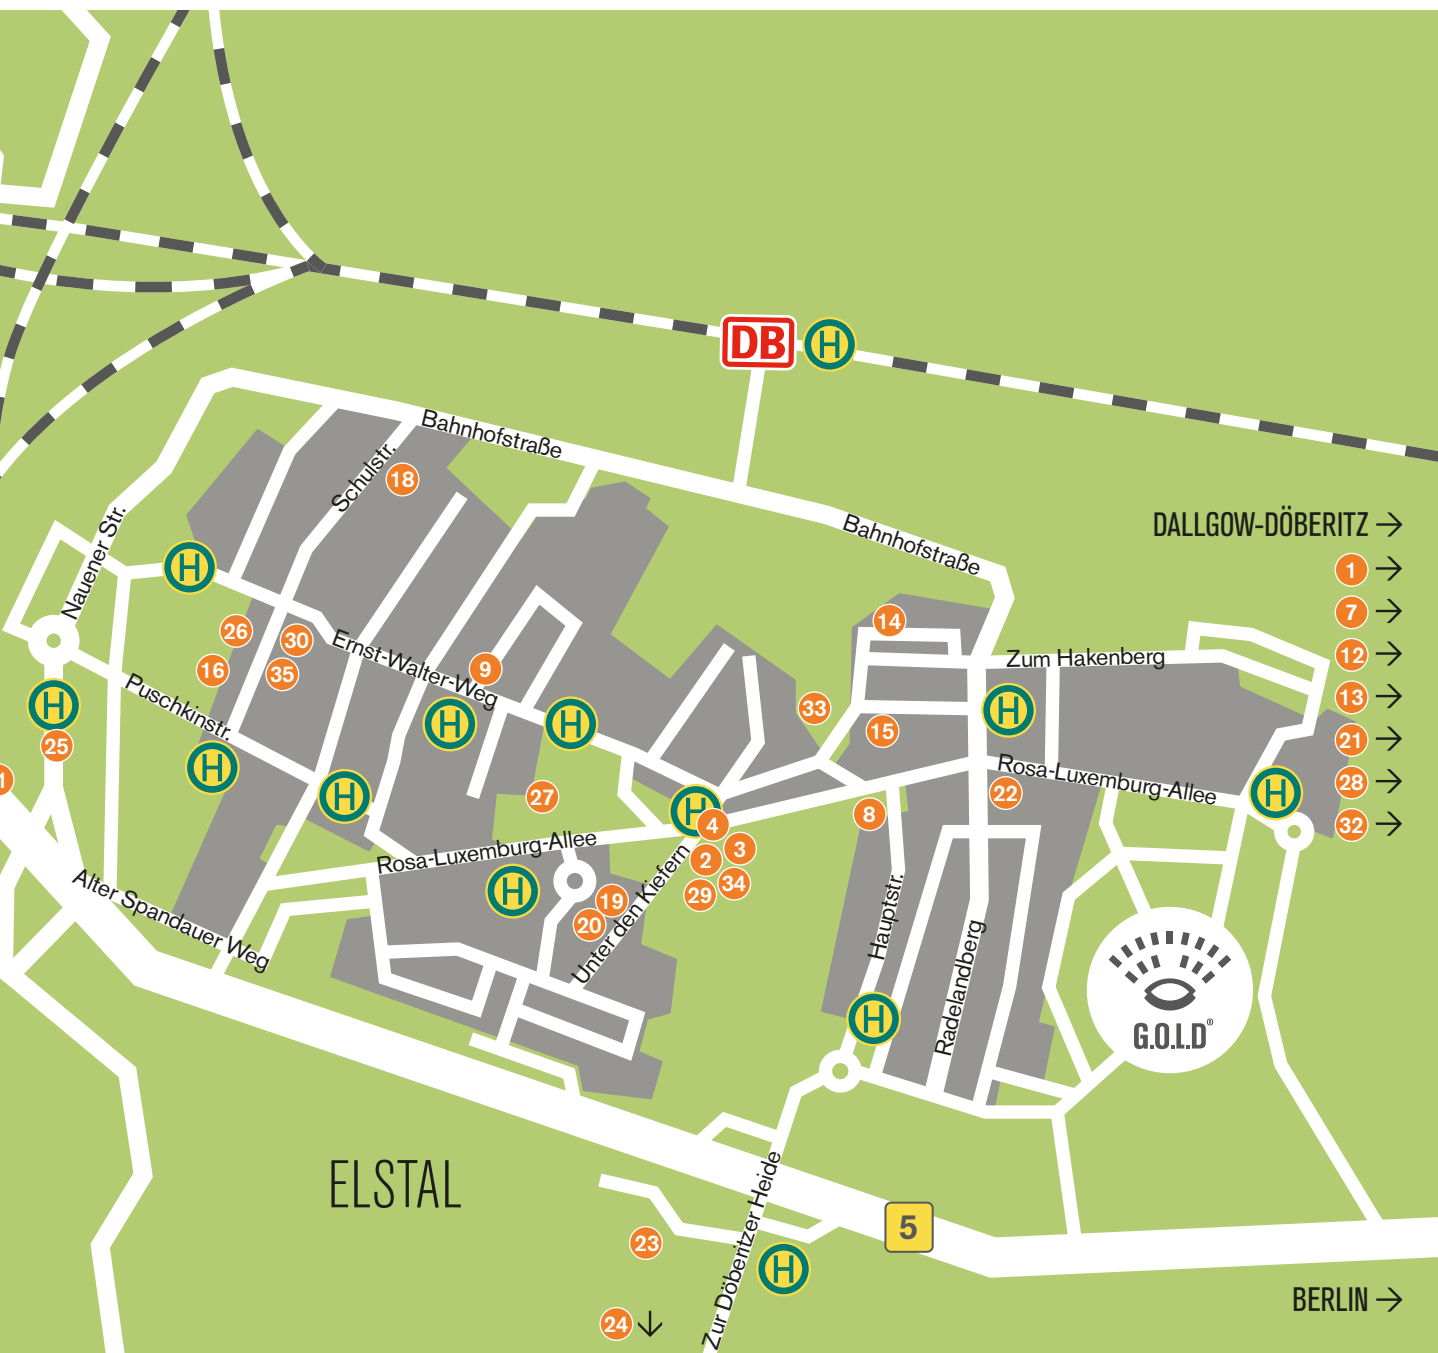 DB
H
Bahnhofstraße
Schulstr.
18
Bahnhofstraße
DALLGOW-DÖBERITZ →
1 →
7 →
12 →
13 →
21 →
28 →
32 →
Nauener Str.
H
26
30
16
35
Ernst-Walter-Weg
9
14
Zum Hakenberg
Puschkinstr.
H
25
H
H
H
H
33
15
H
1
H
27
Rosa-Luxemburg-Allee
22
H
8
H
4
3
2
34
29
Rosa-Luxemburg-Allee
H
19
20
Unter den Kiefern
Alter Spandauer Weg
Hauptstr.
Radelandberg
G.O.L.D®
H
ELSTAL
Zur Döberitzer Heide
5
23
H
24 ↓
BERLIN →